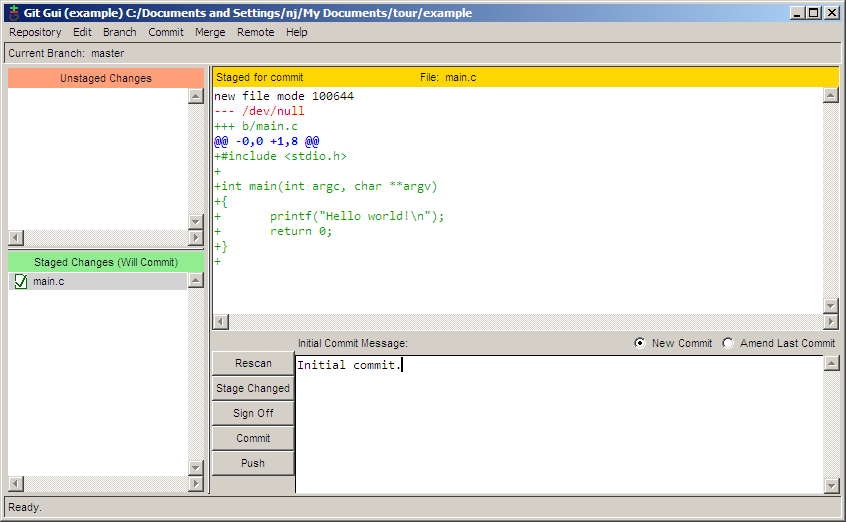 Git Gui (example) C:/Documents and Settings/nj/My Documents/tour/example
Repository Edit Branch Commit Merge Remote Help
Current Branch: master
Unstaged Changes
Staged Changes (Will Commit)
main.c
Staged for commit File: main.c
new file mode 100644
--- /dev/null
+++ b/main.c
@@ -0,0 +1,8 @@
+#include <stdio.h>
+
+int main(int argc, char **argv)
+{
+       printf("Hello world!\n");
+       return 0;
+}
+
Initial Commit Message: New Commit Amend Last Commit
Rescan
Stage Changed
Sign Off
Commit
Push
Initial commit.
Ready.